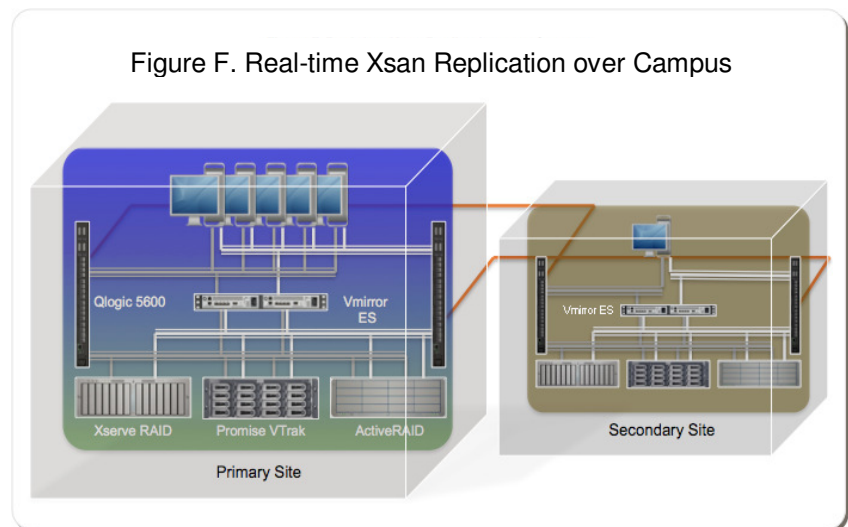 Figure F. Real-time Xsan Replication over Campus
Qlogic 5600
Vmirror
ES
Xserve RAID
Promise VTrak
ActiveRAID
Primary Site
Vmirror ES
Secondary Site